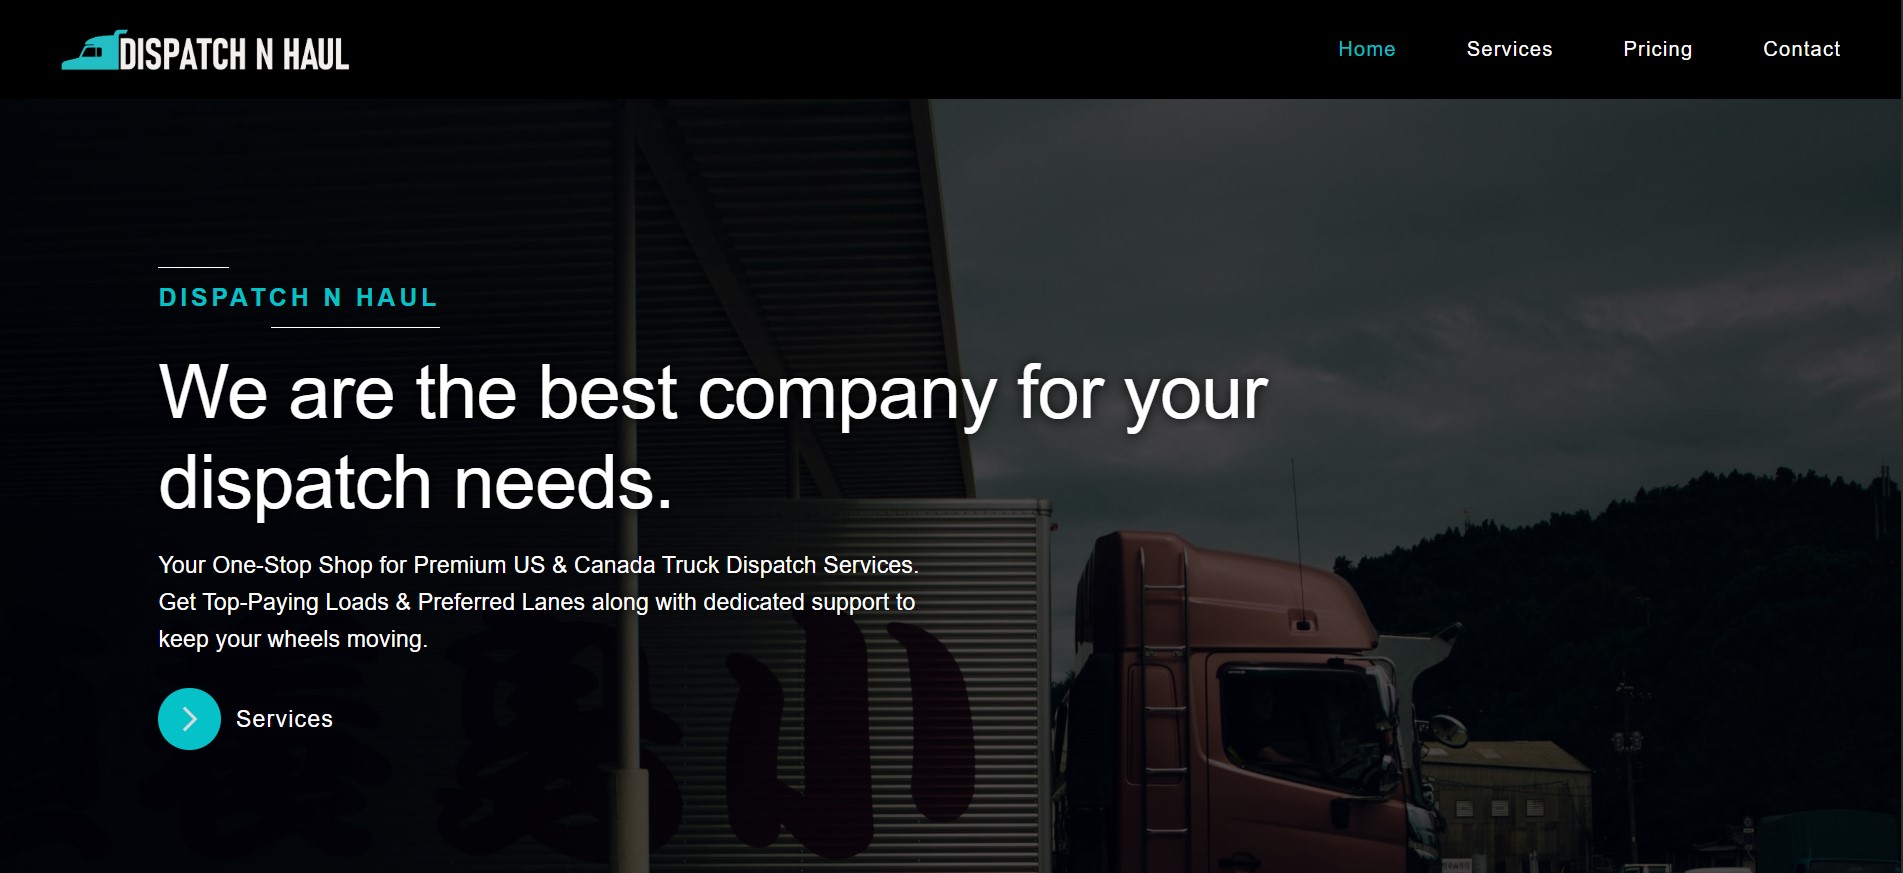 DISPATCH N HAUL
Home Services Pricing Contact
DISPATCH N HAUL
We are the best company for your
dispatch needs.
Your One-Stop Shop for Premium US & Canada Truck Dispatch Services.
Get Top-Paying Loads & Preferred Lanes along with dedicated support to
keep your wheels moving.
Services